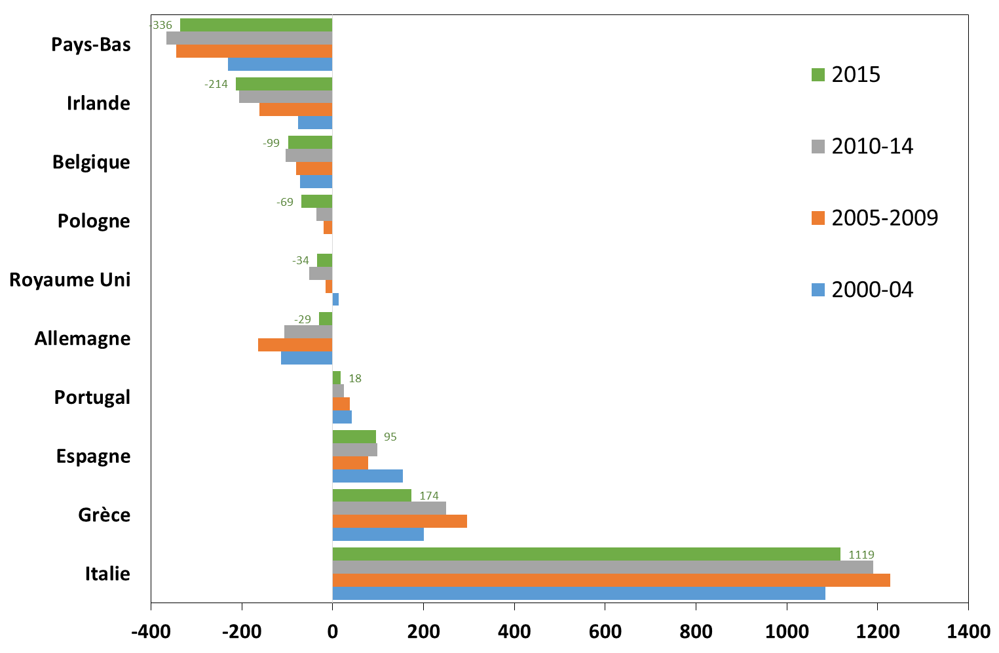 -336
Pays-Bas
2015
-214
Irlande
2010-14
-99
Belgique
-69
Pologne
2005-2009
-34
Royaume Uni
2000-04
-29
Allemagne
18
Portugal
95
Espagne
174
Grèce
1119
Italie
-400 -200 0 200 400 600 800 1000 1200 1400